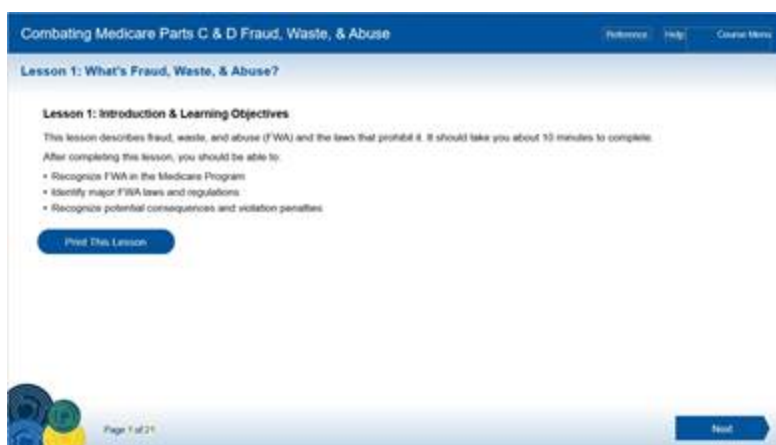 Combating Medicare Parts C & D Fraud, Waste, & Abuse
Reference Help Course Menu
Lesson 1: What's Fraud, Waste, & Abuse?
Lesson 1: Introduction & Learning Objectives
This lesson describes fraud, waste, and abuse (FWA) and the laws that prohibit it. It should take you about 10 minutes to complete.
After completing this lesson, you should be able to:
• Recognize FWA in the Medicare Program
• Identify major FWA laws and regulations
• Recognize potential consequences and violation penalties
Print This Lesson
Page 1 of 21
Next